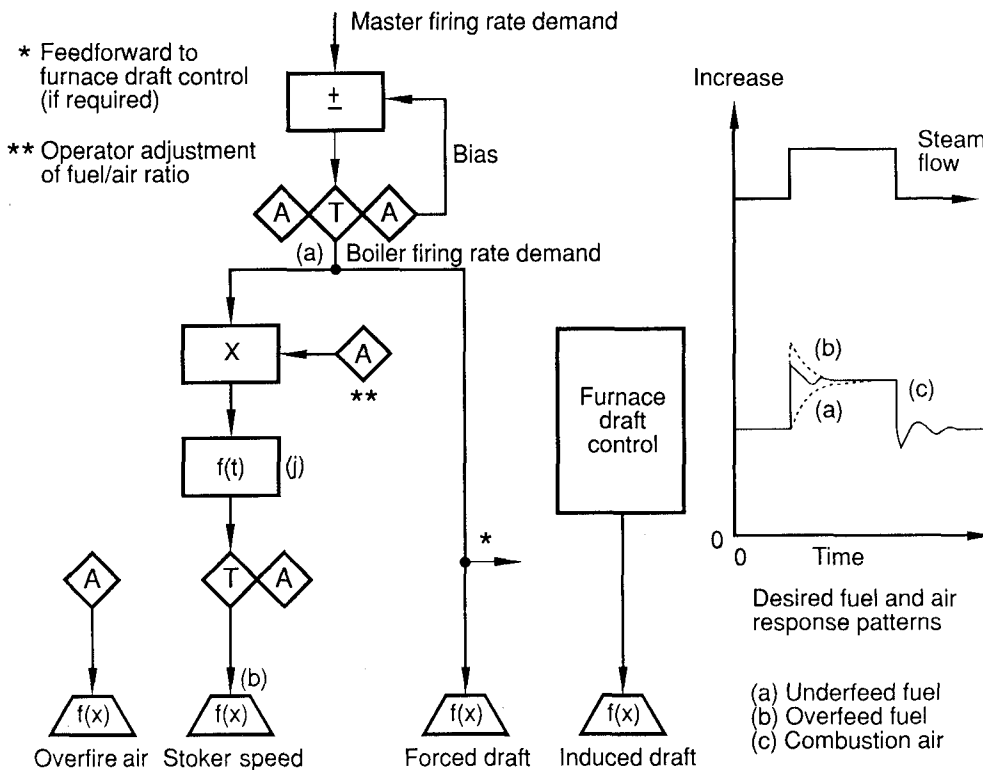 Master firing rate demand
* Feedforward to
furnace draft control
(if required)
±
** Operator adjustment
of fuel/air ratio
Bias
A T A
(a) Boiler firing rate demand
X
A
**
f(t) (j)
A
T A
*
(b)
f(x)
f(x)
f(x)
f(x)
Overfire air
Stoker speed
Forced draft
Induced draft
Furnace
draft
control
Increase
Steam
flow
(b)
(c)
(a)
0
0 Time
Desired fuel and air
response patterns
(a) Underfeed fuel
(b) Overfeed fuel
(c) Combustion air